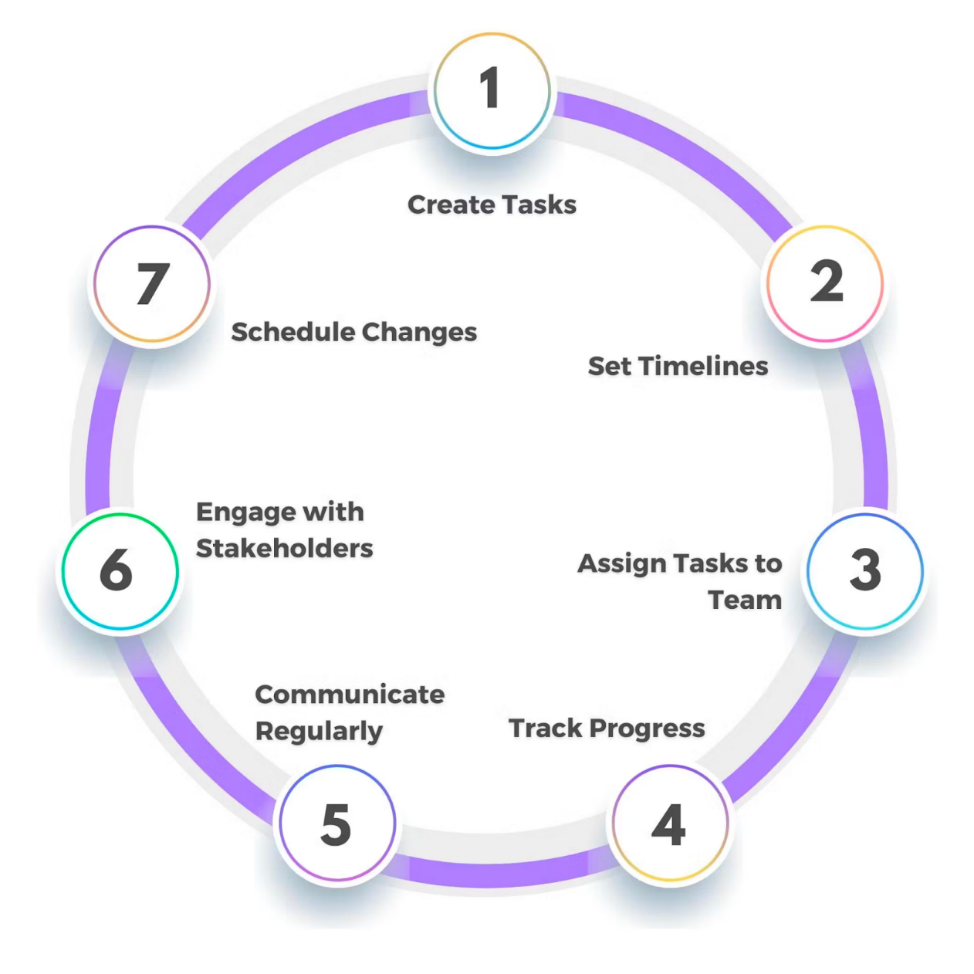 1
Create Tasks
2
Set Timelines
3
Assign Tasks to
Team
4
Track Progress
5
Communicate
Regularly
6
Engage with
Stakeholders
7
Schedule Changes